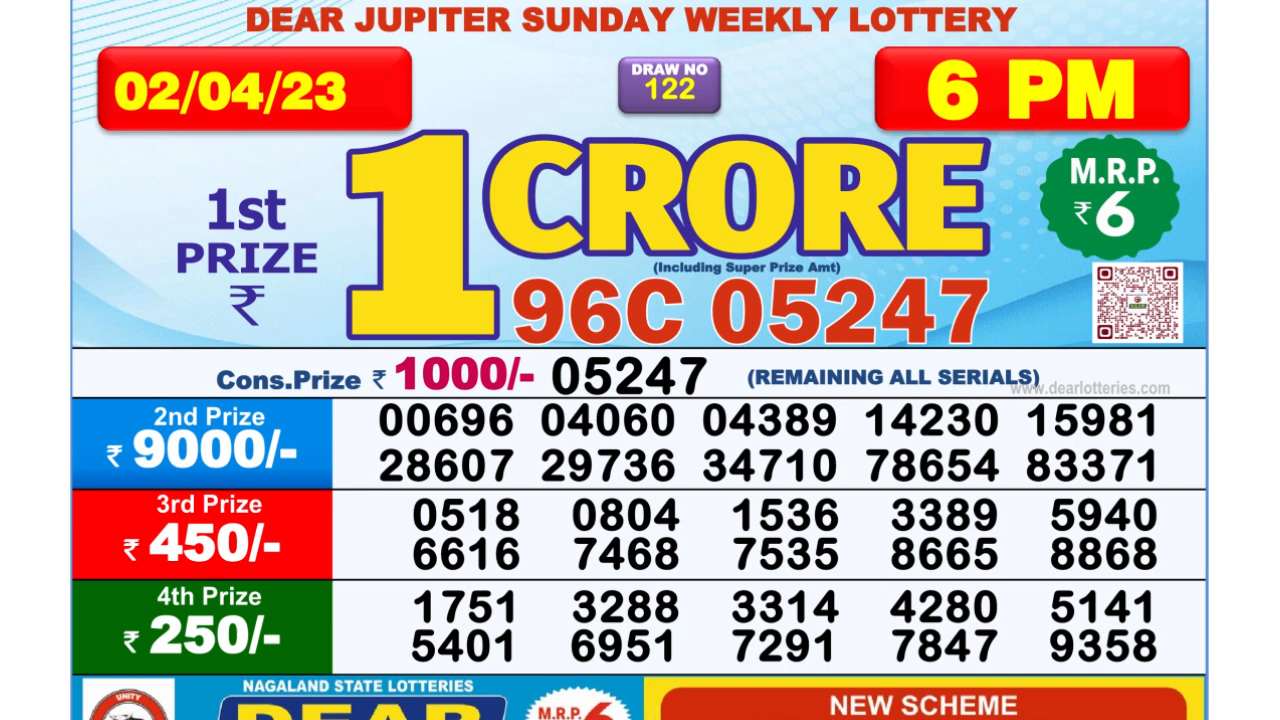 DEAR JUPITER SUNDAY WEEKLY LOTTERY
02/04/23
DRAW NO
122
6 PM
1st
PRIZE
₹
1 CRORE
(Including Super Prize Amt)
96C 05247
M.R.P.
₹ 6
Cons.Prize ₹ 1000/- 05247 (REMAINING ALL SERIALS)
www.dearlotteries.com
2nd Prize
₹ 9000/-
00696 04060 04389 14230 15981
28607 29736 34710 78654 83371
3rd Prize
₹ 450/-
0518 0804 1536 3389 5940
6616 7468 7535 8665 8868
4th Prize
₹ 250/-
1751 3288 3314 4280 5141
5401 6951 7291 7847 9358
UNITY
NAGALAND STATE LOTTERIES
DEAR
M.R.P.
6
NEW SCHEME